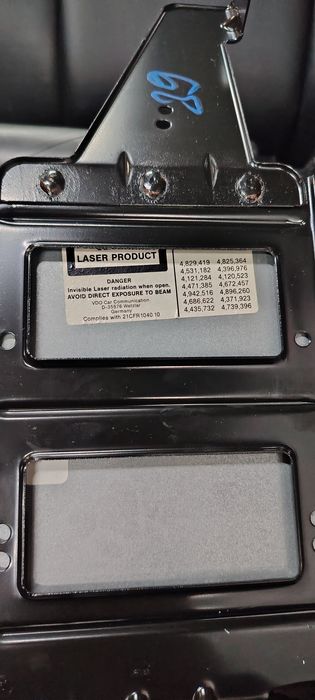 68
LASER PRODUCT
DANGER
Invisible Laser radiation when open.
AVOID DIRECT EXPOSURE TO BEAM
VDO Car Communication
D-35576 Wetzlar
Germany
Complies with 21CFR1040.10
4,829,419 4,825,364
4,531,182 4,396,976
4,121,284 4,120,523
4,471,385 4,672,457
4,942,516 4,896,260
4,686,622 4,371,923
4,435,732 4,739,396